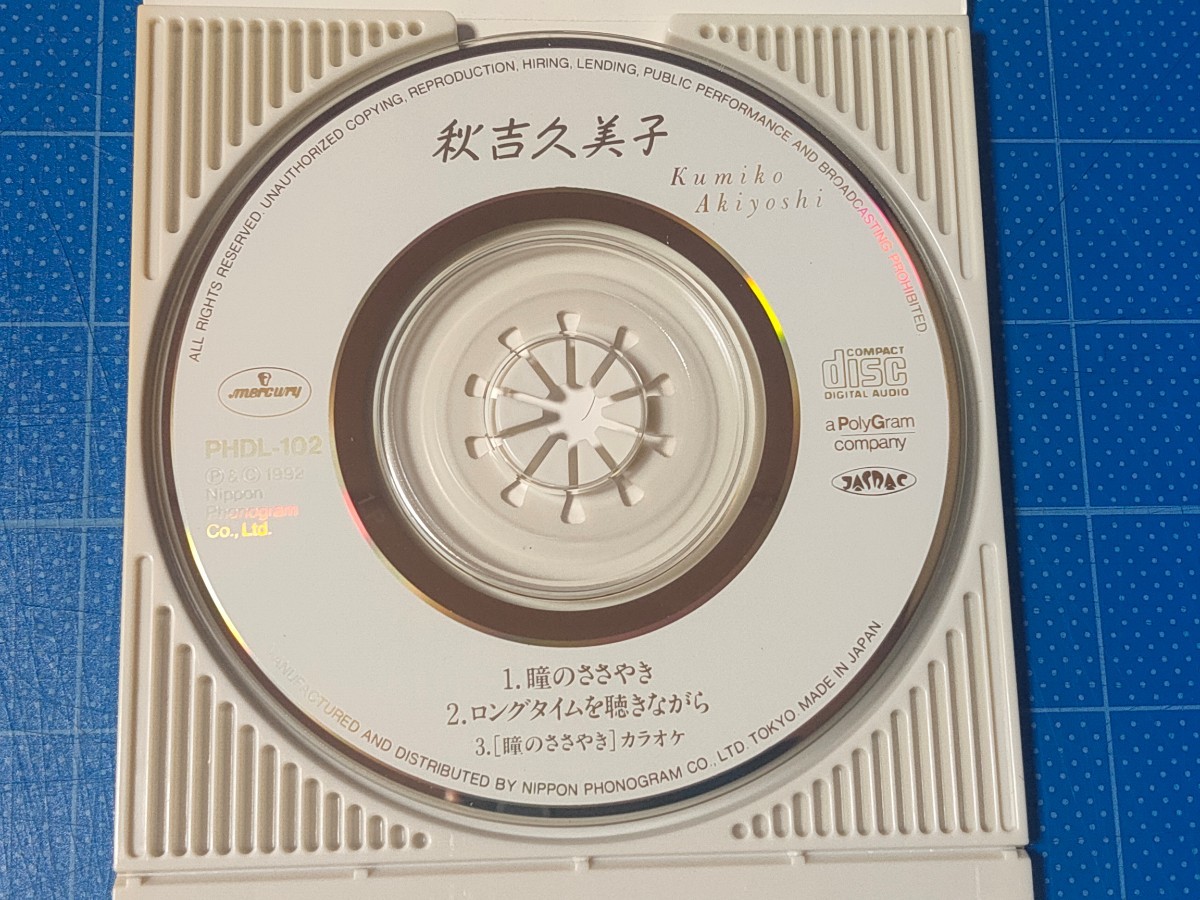 ALL RIGHTS RESERVED. UNAUTHORIZED COPYING, REPRODUCTION, HIRING, LENDING, PUBLIC PERFORMANCE AND BROADCASTING PROHIBITED.
秋吉久美子
Kumiko
Akiyoshi
mercury
PHDL-102
Ⓟ&Ⓒ 1992
Nippon
Phonogram
Co., Ltd.
COMPACT
disc
DIGITAL AUDIO
a PolyGram
company
JASRAC
1. 瞳のささやき
2. ロングタイムを聴きながら
3. [瞳のささやき] カラオケ
MANUFACTURED AND DISTRIBUTED BY NIPPON PHONOGRAM CO., LTD. TOKYO. MADE IN JAPAN